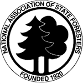 NATIONAL ASSOCIATION OF STATE FORESTERS
FOUNDED 1920